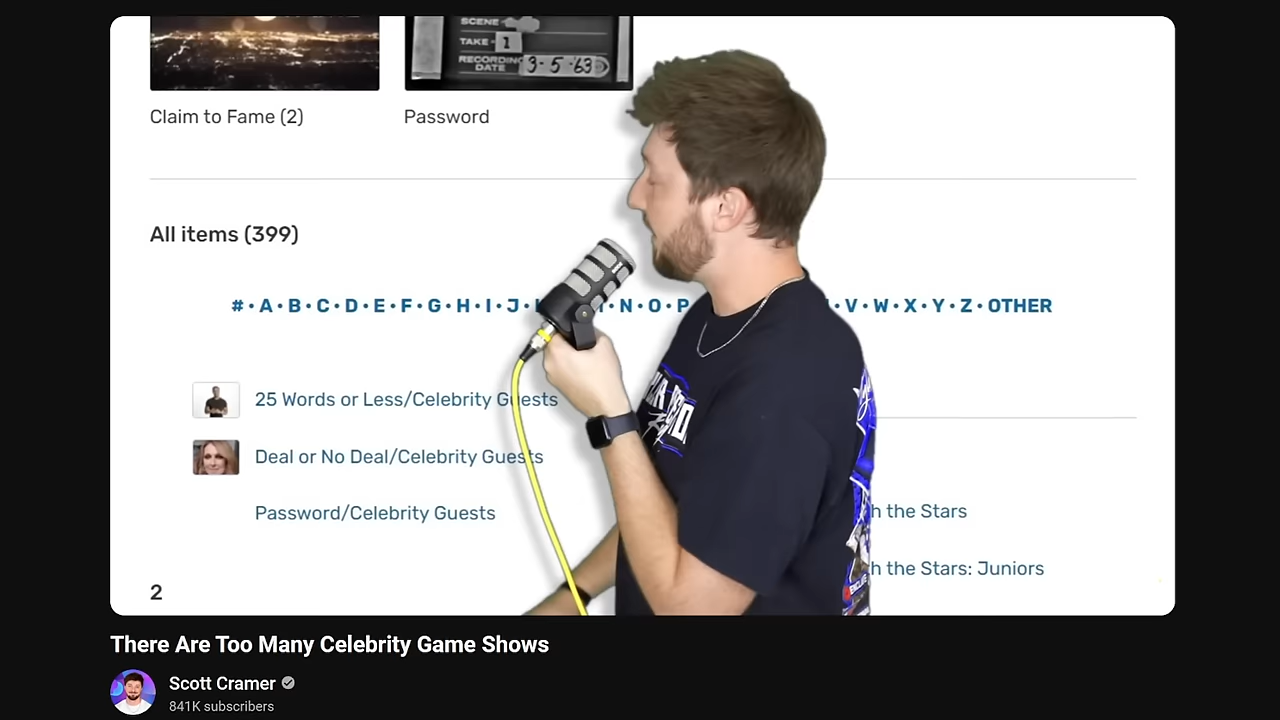 SCENE
TAKE 1
RECORDING DATE 3-5-63
Claim to Fame (2)
Password
All items (399)
# • A • B • C • D • E • F • G • H • I • J • N • O • P • V • W • X • Y • Z • OTHER
25 Words or Less/Celebrity Guests
Deal or No Deal/Celebrity Guests
Password/Celebrity Guests
h the Stars
h the Stars: Juniors
2
There Are Too Many Celebrity Game Shows
Scott Cramer
841K subscribers